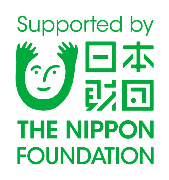 Supported by
日本
財団
THE NIPPON
FOUNDATION